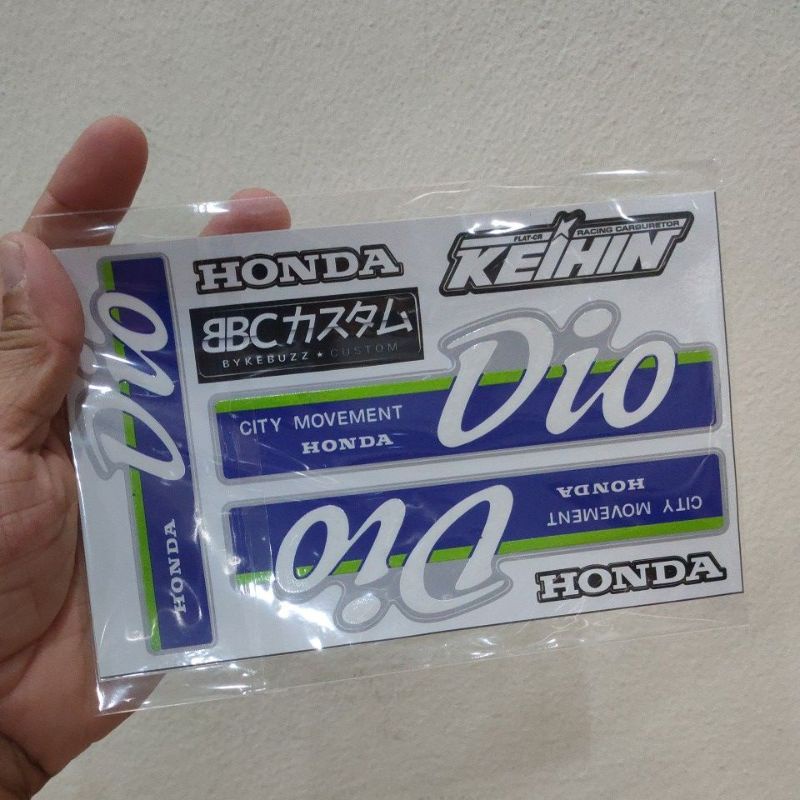 HONDA
FLAT-CR RACING CARBURETOR
KEIHIN
BBCカスタム
BYKEBUZZ ★ CUSTOM
Dio
CITY MOVEMENT
HONDA
Dio
HONDA
Dio
CITY MOVEMENT
HONDA
HONDA